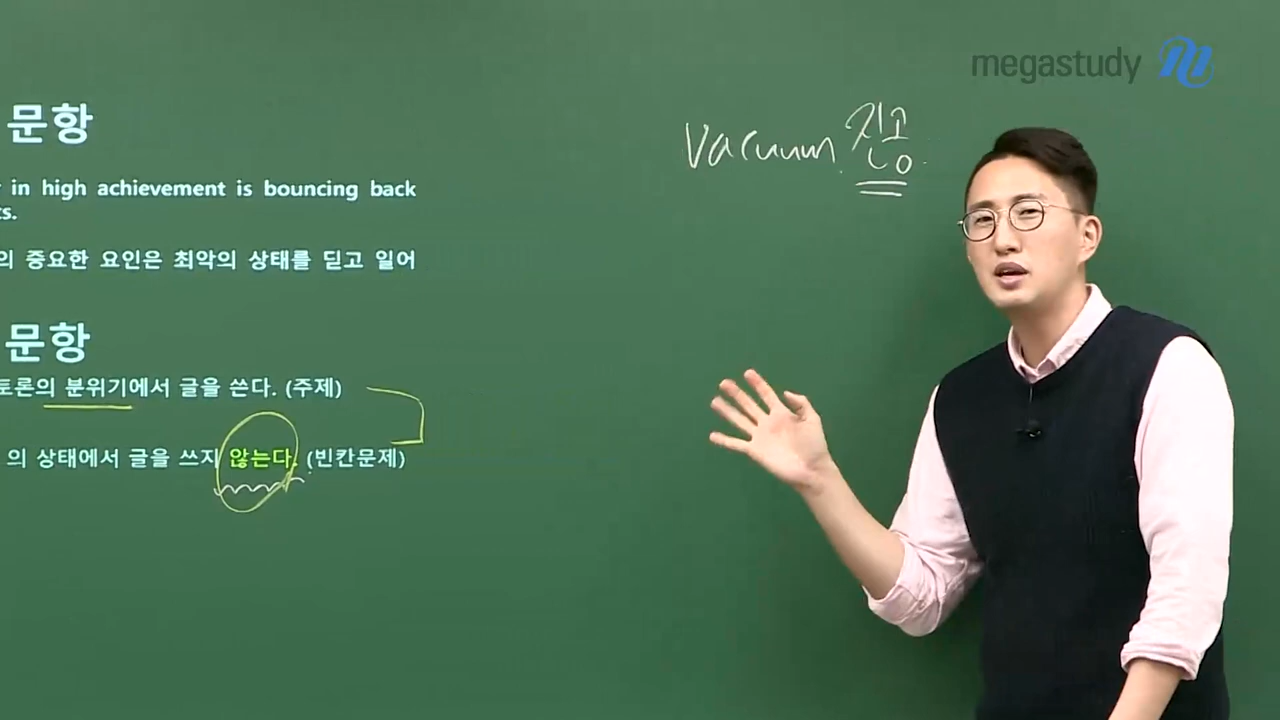 megastudy
문항
in high achievement is bouncing back
ts.
의 중요한 요인은 최악의 상태를 딛고 일어
문항
토론의 분위기에서 글을 쓴다. (주제)
의 상태에서 글을 쓰지 않는다. (빈칸문제)
vacuum 진공